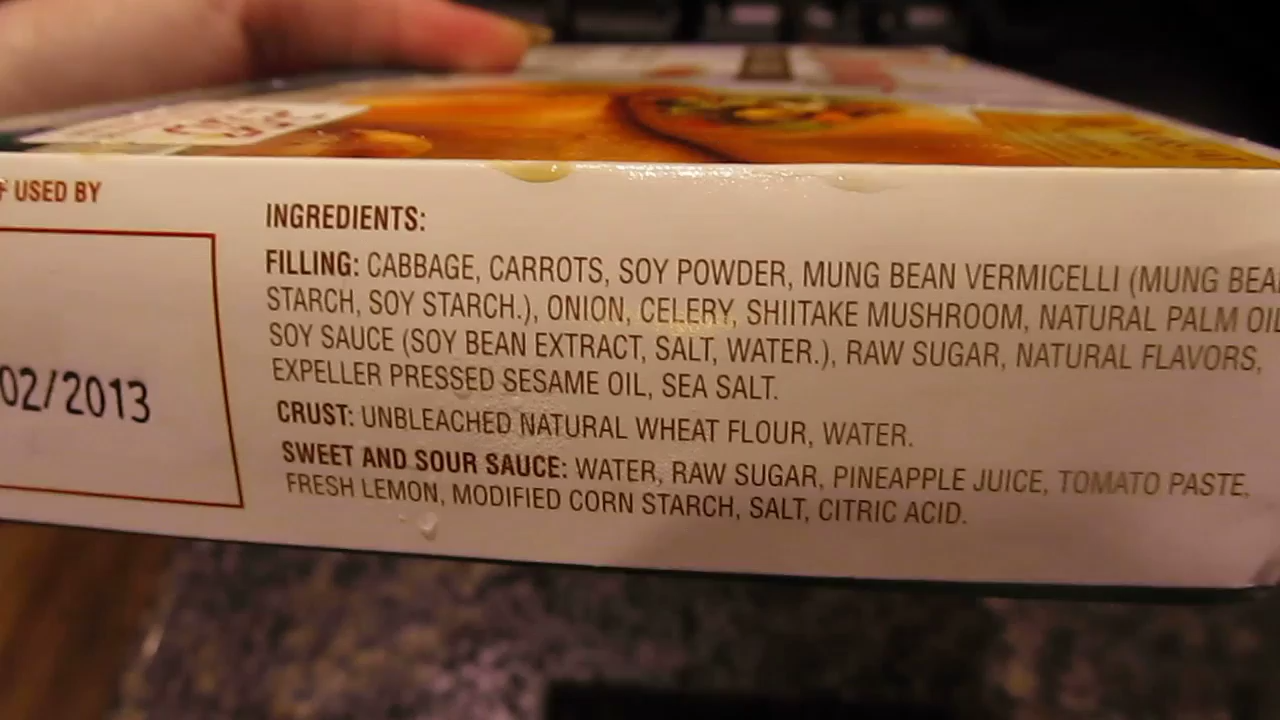 USED BY
02/2013
INGREDIENTS:
FILLING: CABBAGE, CARROTS, SOY POWDER, MUNG BEAN VERMICELLI (MUNG BEA
STARCH, SOY STARCH.), ONION, CELERY, SHIITAKE MUSHROOM, NATURAL PALM OIL
SOY SAUCE (SOY BEAN EXTRACT, SALT, WATER.), RAW SUGAR, NATURAL FLAVORS,
EXPELLER PRESSED SESAME OIL, SEA SALT.
CRUST: UNBLEACHED NATURAL WHEAT FLOUR, WATER.
SWEET AND SOUR SAUCE: WATER, RAW SUGAR, PINEAPPLE JUICE, TOMATO PASTE,
FRESH LEMON, MODIFIED CORN STARCH, SALT, CITRIC ACID.